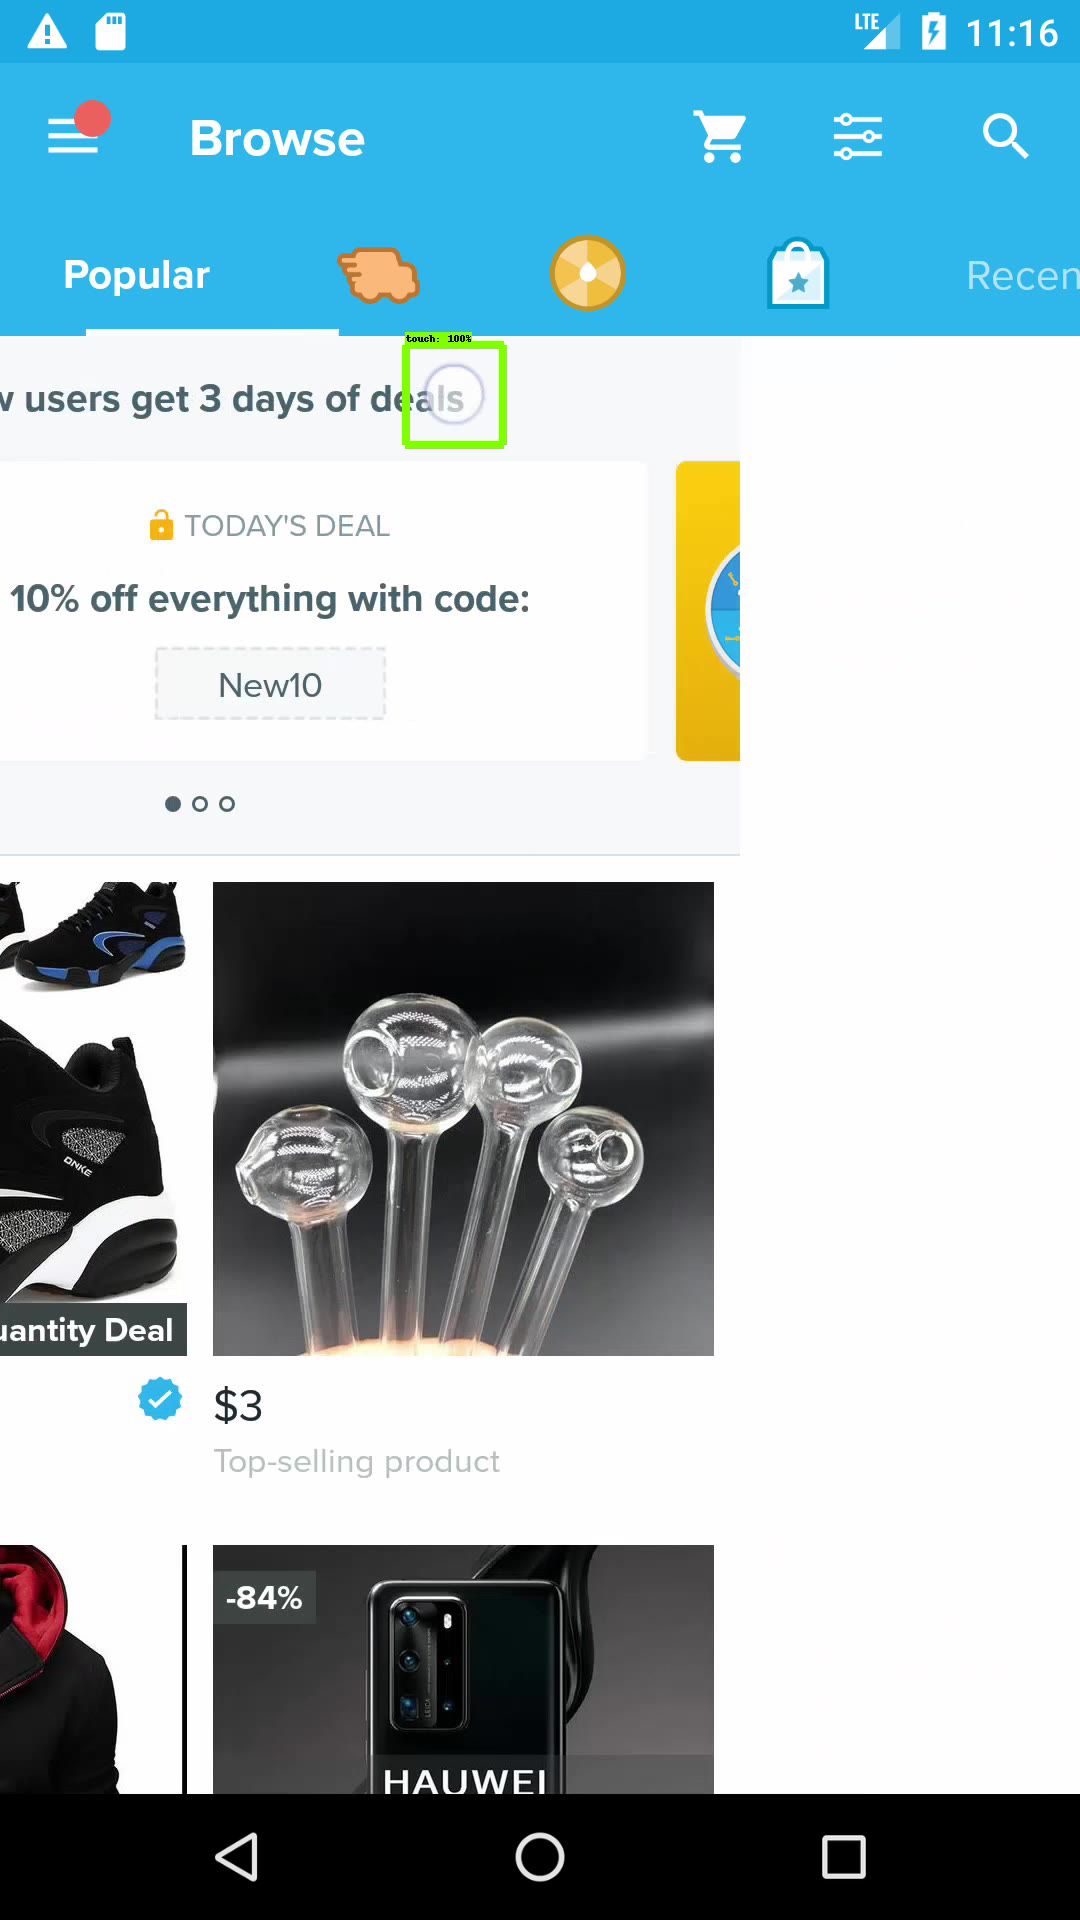 LTE 11:16
Browse
Popular Recen
touch: 100%
w users get 3 days of deals
TODAY'S DEAL
10% off everything with code:
New10
ONKE
uantity Deal
$3
Top-selling product
-84%
LEICA
HAUWEI